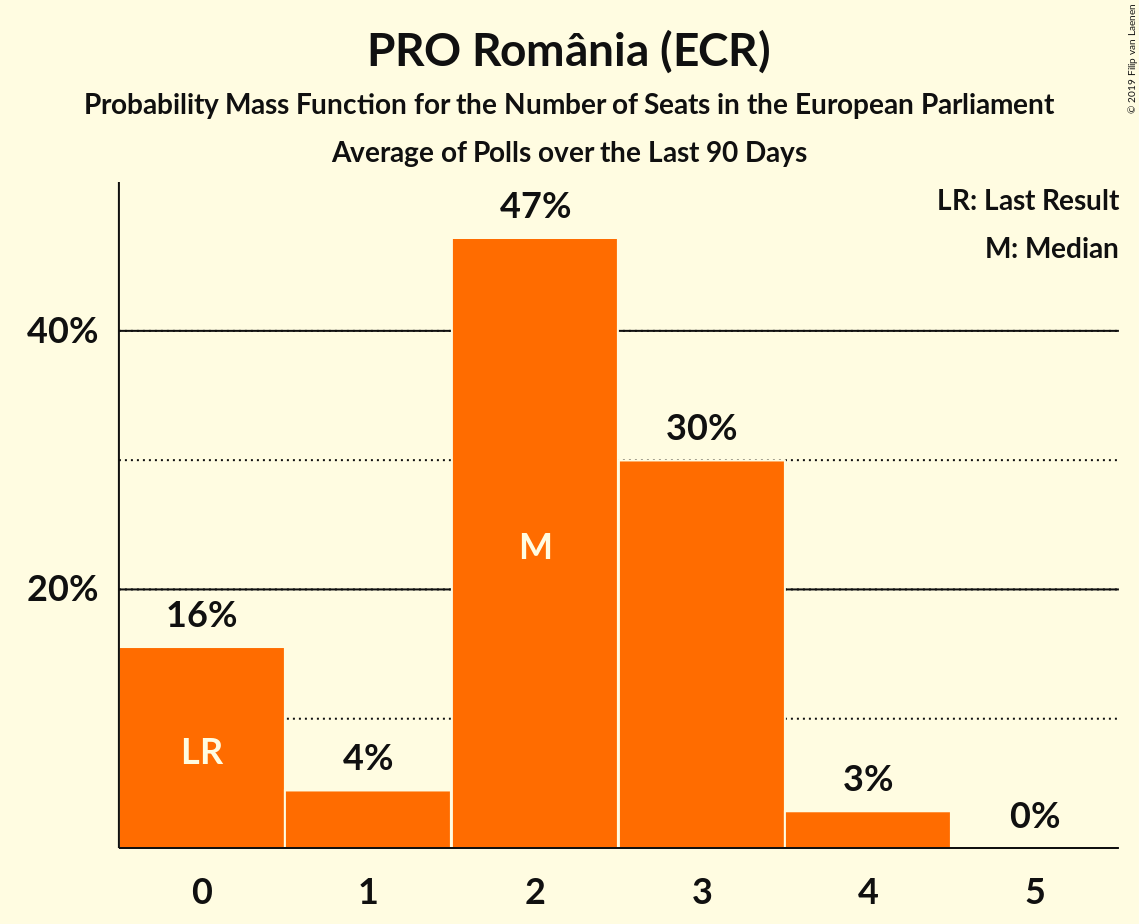 PRO România (ECR)
Probability Mass Function for the Number of Seats in the European Parliament
Average of Polls over the Last 90 Days
© 2019 Filip van Laenen
LR: Last Result
M: Median
47%
40%
30%
M
20%
16%
LR
4%
3%
0%
0 1 2 3 4 5